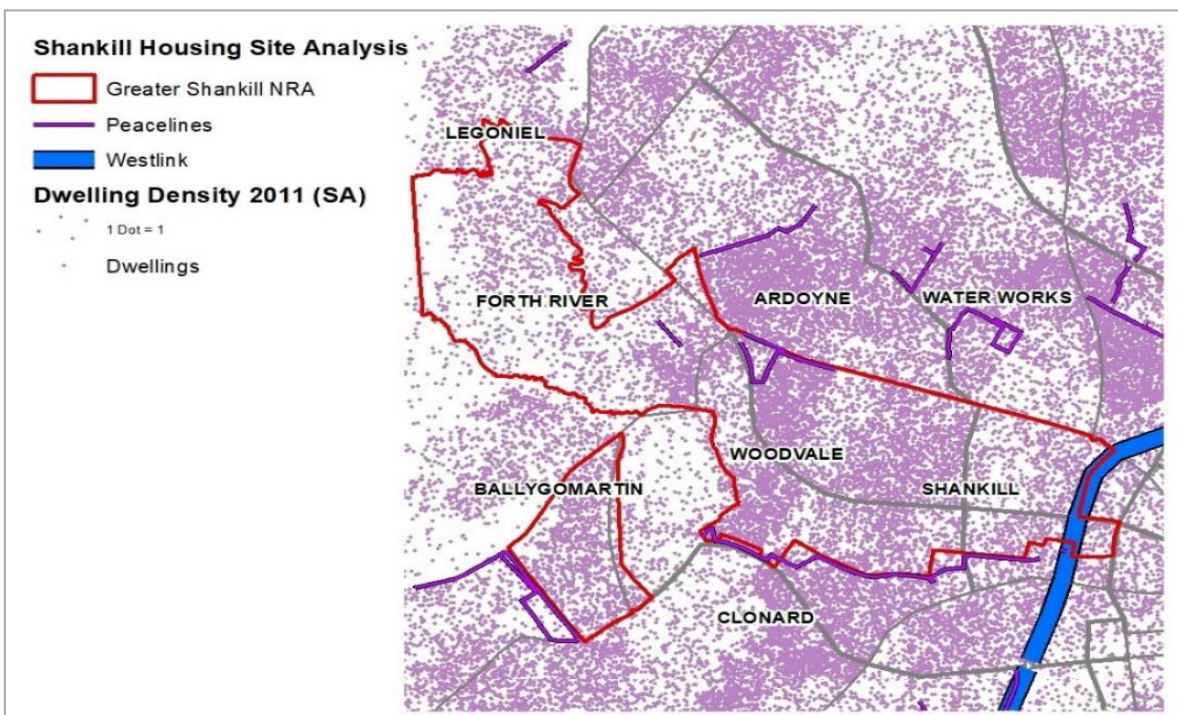 Shankill Housing Site Analysis
Greater Shankill NRA
Peacelines
Westlink
Dwelling Density 2011 (SA)
1 Dot = 1
Dwellings
LEGONIEL
FORTH RIVER
ARDOYNE
WATER WORKS
WOODVALE
BALLYGOMARTIN
SHANKILL
CLONARD